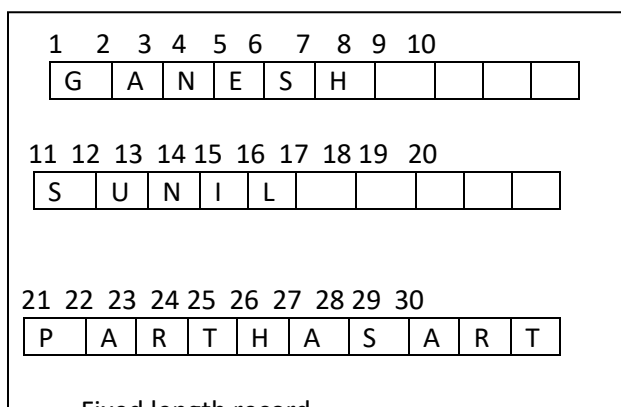 1 2 3 4 5 6 7 8 9 10
G A N E S H
11 12 13 14 15 16 17 18 19 20
S U N I L
21 22 23 24 25 26 27 28 29 30
P A R T H A S A R T
Fixed length record